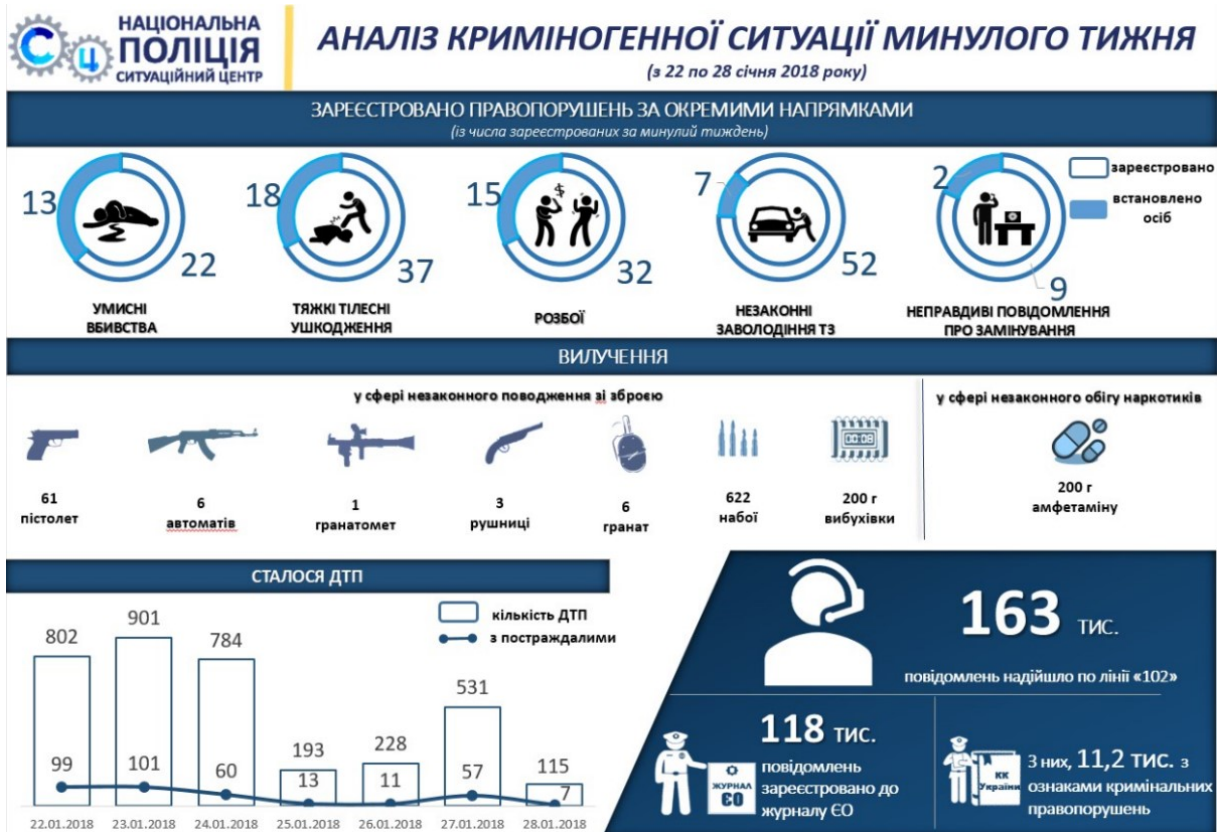 НАЦІОНАЛЬНА
ПОЛІЦІЯ
СИТУАЦІЙНИЙ ЦЕНТР
С
Ц
АНАЛІЗ КРИМІНОГЕННОЇ СИТУАЦІЇ МИНУЛОГО ТИЖНЯ
(з 22 по 28 січня 2018 року)
ЗАРЕЄСТРОВАНО ПРАВОПОРУШЕНЬ ЗА ОКРЕМИМИ НАПРЯМКАМИ
(із числа зареєстрованих за минулий тиждень)
13
22
УМИСНІ
ВБИВСТВА
18
37
ТЯЖКІ ТІЛЕСНІ
УШКОДЖЕННЯ
15
$
32
РОЗБОЇ
7
52
НЕЗАКОННІ
ЗАВОЛОДІННЯ ТЗ
2
9
НЕПРАВДИВІ ПОВІДОМЛЕННЯ
ПРО ЗАМІНУВАННЯ
зареєстровано
встановлено
осіб
ВИЛУЧЕННЯ
у сфері незаконного поводження зі зброєю
61
пістолет
6
автоматів
1
гранатомет
3
рушниці
6
гранат
622
набої
200 г
вибухівки
у сфері незаконного обігу наркотиків
200 г
амфетаміну
СТАЛОСЯ ДТП
кількість ДТП
з постраждалими
802
901
784
193
228
531
115
99
101
60
13
11
57
7
22.01.2018
23.01.2018
24.01.2018
25.01.2018
26.01.2018
27.01.2018
28.01.2018
163 ТИС.
повідомлень надійшло по лінії «102»
ЖУРНАЛ
ЄО
118 ТИС.
повідомлень
зареєстровано до
журналу ЄО
КК
України
З них, 11,2 тис. з
ознаками кримінальних
правопорушень